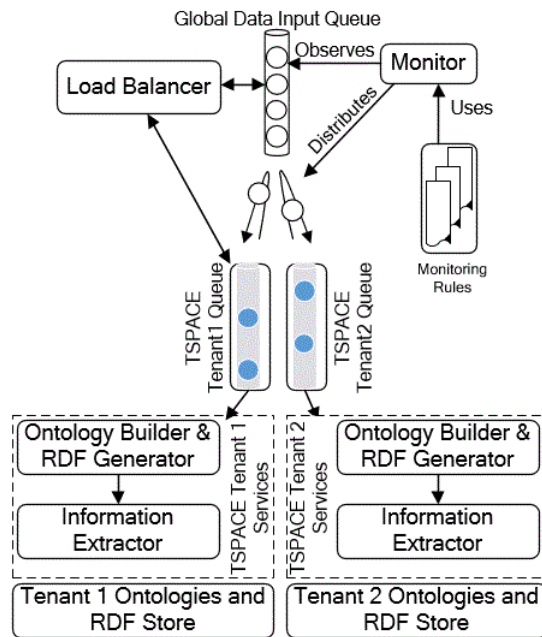 Global Data Input Queue
Observes
Monitor
Load Balancer
Distributes
Uses
Monitoring
Rules
TSPACE
Tenant1 Queue
TSPACE
Tenant2 Queue
Ontology Builder &
RDF Generator
Information
Extractor
TSPACE Tenant 1
Services
TSPACE Tenant 2
Services
Ontology Builder &
RDF Generator
Information
Extractor
Tenant 1 Ontologies and
RDF Store
Tenant 2 Ontologies and
RDF Store